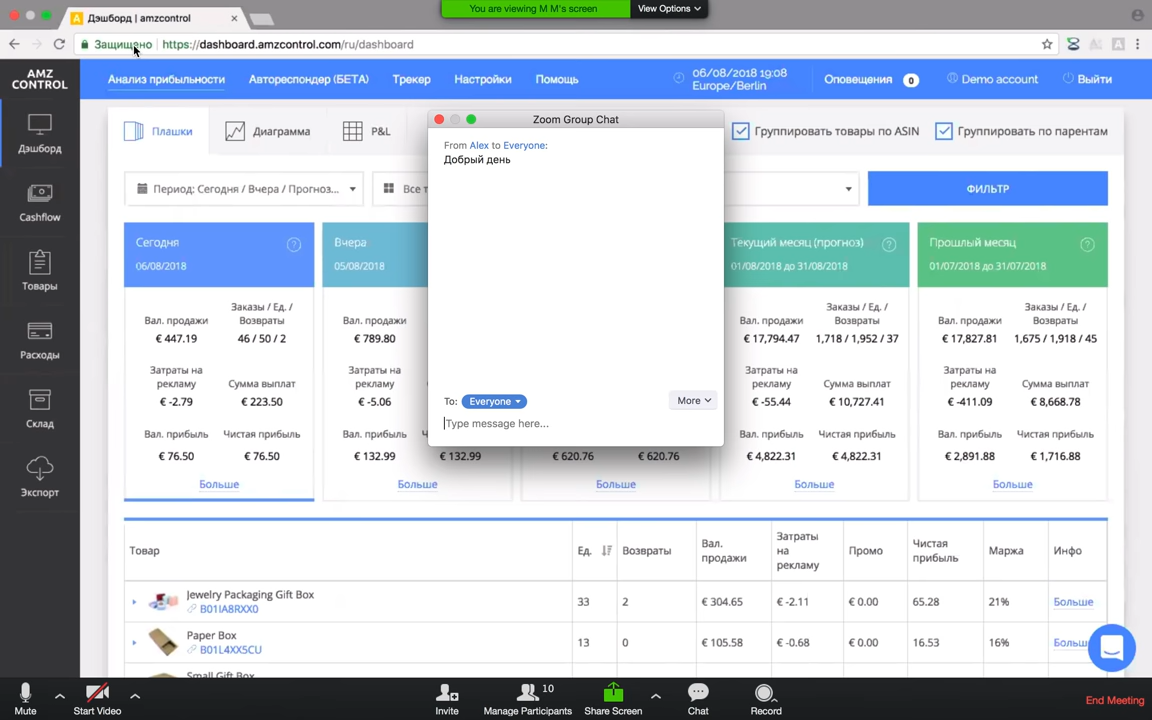 You are viewing M M's screen
View Options
Дэшборд | amzcontrol
Защищено
https://dashboard.amzcontrol.com/ru/dashboard
AMZ
CONTROL
Анализ прибыльности
Автореспондер (БЕТА)
Трекер
Настройки
Помощь
06/08/2018 19:08
Europe/Berlin
Оповещения
0
Demo account
Выйти
Дэшборд
Cashflow
Товары
Расходы
Склад
Экспорт
Плашки
Диаграмма
P&L
Группировать товары по ASIN
Группировать по парентам
Период: Сегодня / Вчера / Прогноз...
Все т
ФИЛЬТР
Zoom Group Chat
From Alex to Everyone:
Добрый день
To: Everyone
More
Type message here...
Сегодня
06/08/2018
Вал. продажи
Заказы / Ед. /
Возвраты
€ 447.19
46 / 50 / 2
Затраты на
рекламу
Сумма выплат
€ -2.79
€ 223.50
Вал. прибыль
Чистая прибыль
€ 76.50
€ 76.50
Больше
Вчера
05/08/2018
Вал. продажи
€ 789.80
Затраты на
рекламу
€ -5.06
Вал. прибыль
€ 132.99
€ 132.99
Больше
€ 620.76
€ 620.76
Больше
Текущий месяц (прогноз)
01/08/2018 до 31/08/2018
Вал. продажи
Заказы / Ед. /
Возвраты
€ 17,794.47
1,718 / 1,952 / 37
Затраты на
рекламу
Сумма выплат
€ -55.44
€ 10,727.41
Вал. прибыль
Чистая прибыль
€ 4,822.31
€ 4,822.31
Больше
Прошлый месяц
01/07/2018 до 31/07/2018
Вал. продажи
Заказы / Ед. /
Возвраты
€ 17,827.81
1,675 / 1,918 / 45
Затраты на
рекламу
Сумма выплат
€ -411.09
€ 8,668.78
Вал. прибыль
Чистая прибыль
€ 2,891.88
€ 1,716.88
Больше
Товар
Ед.
Возвраты
Вал.
продажи
Затраты
на
рекламу
Промо
Чистая
прибыль
Маржа
Инфо
Jewelry Packaging Gift Box
B01IA8RXX0
33
2
€ 304.65
€ -2.11
€ 0.00
65.28
21%
Больше
Paper Box
B01L4XX5CU
13
0
€ 105.58
€ -0.68
€ 0.00
16.53
16%
Больш
Small Gift Box
Mute
Start Video
Invite
Manage Participants
10
Share Screen
Chat
Record
End Meeting